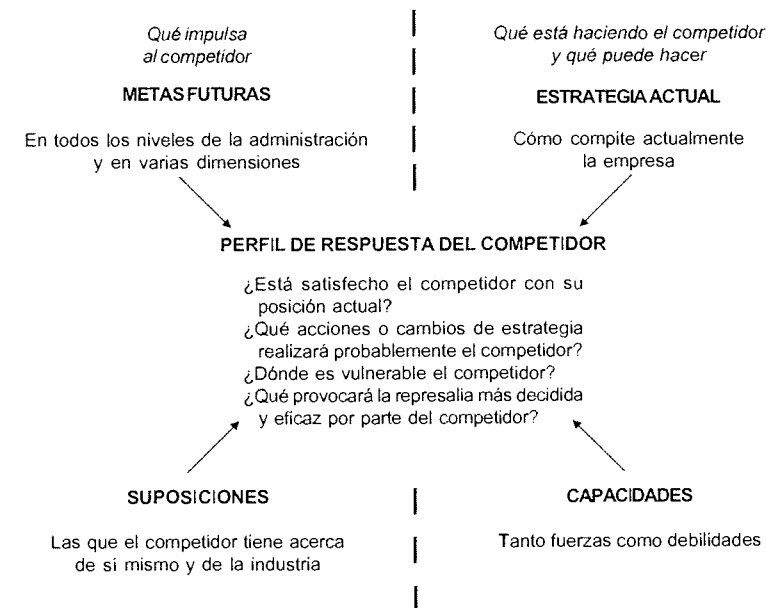 Qué impulsa
al competidor
METAS FUTURAS
En todos los niveles de la administración
y en varias dimensiones
Qué está haciendo el competidor
y qué puede hacer
ESTRATEGIA ACTUAL
Cómo compite actualmente
la empresa
PERFIL DE RESPUESTA DEL COMPETIDOR
¿Está satisfecho el competidor con su
posición actual?
¿Qué acciones o cambios de estrategia
realizará probablemente el competidor?
¿Dónde es vulnerable el competidor?
¿Qué provocará la represalia más decidida
y eficaz por parte del competidor?
SUPOSICIONES
Las que el competidor tiene acerca
de sí mismo y de la industria
CAPACIDADES
Tanto fuerzas como debilidades